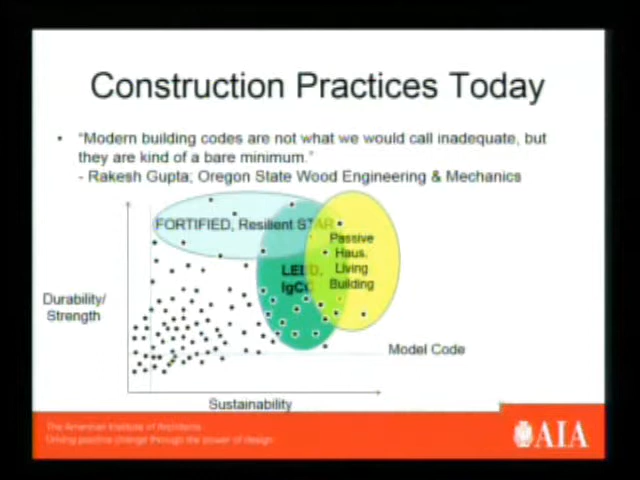 Construction Practices Today
• "Modern building codes are not what we would call inadequate, but
they are kind of a bare minimum."
- Rakesh Gupta; Oregon State Wood Engineering & Mechanics
FORTIFIED, Resilient STAR
Passive
Haus,
Living
Building
LEED,
IgCC
Durability/
Strength
Model Code
Sustainability
The American Institute of Architects
Driving positive change through the power of design
AIA